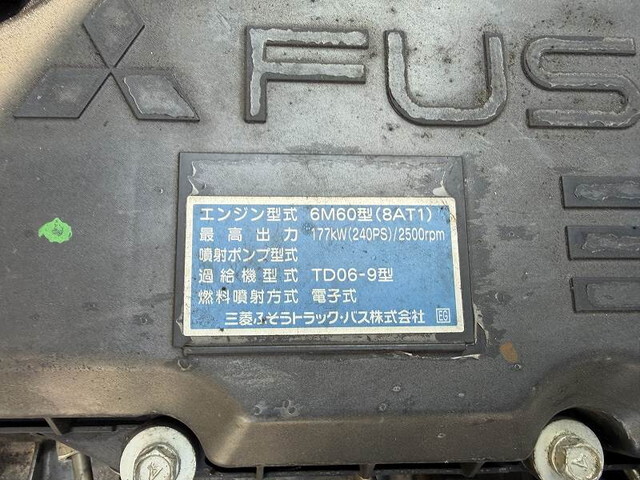 FUS
エンジン型式 6M60型(8AT1)
最高出力 177kW(240PS)/2500rpm
噴射ポンプ型式
過給機型式 TD06-9型
燃料噴射方式 電子式
三菱ふそうトラック・バス株式会社 EG